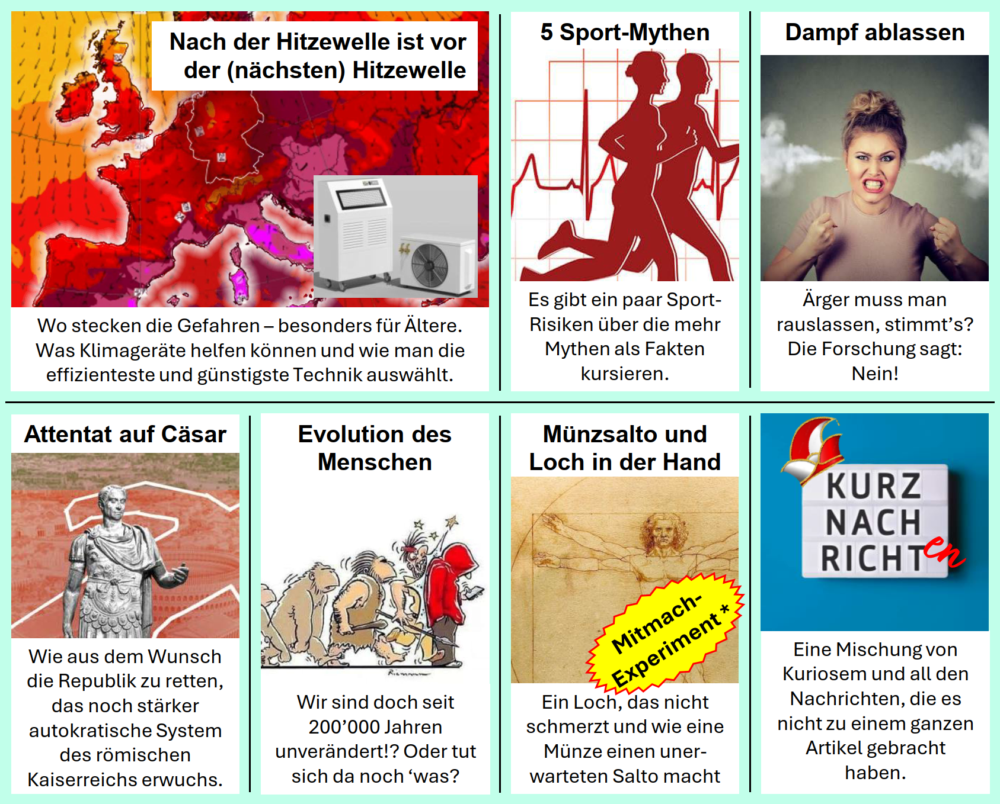 Nach der Hitzewelle ist vor
der (nächsten) Hitzewelle
Wo stecken die Gefahren – besonders für Ältere.
Was Klimageräte helfen können und wie man die
effizienteste und günstigste Technik auswählt.
5 Sport-Mythen
Es gibt ein paar Sport-
Risiken über die mehr
Mythen als Fakten
kursieren.
Dampf ablassen
Ärger muss man
rauslassen, stimmt’s?
Die Forschung sagt:
Nein!
Attentat auf Cäsar
Wie aus dem Wunsch
die Republik zu retten,
das noch stärker
autokratische System
des römischen
Kaiserreichs erwuchs.
Evolution des
Menschen
Wir sind doch seit
200’000 Jahren
unverändert!? Oder tut
sich da noch ‘was?
Münzsalto und
Loch in der Hand
Mitmach-
Experiment *
Ein Loch, das nicht
schmerzt und wie eine
Münze einen uner-
warteten Salto macht
KURZ
NACH
RICHTen
Eine Mischung von
Kuriosem und all den
Nachrichten, die es
nicht zu einem ganzen
Artikel gebracht
haben.